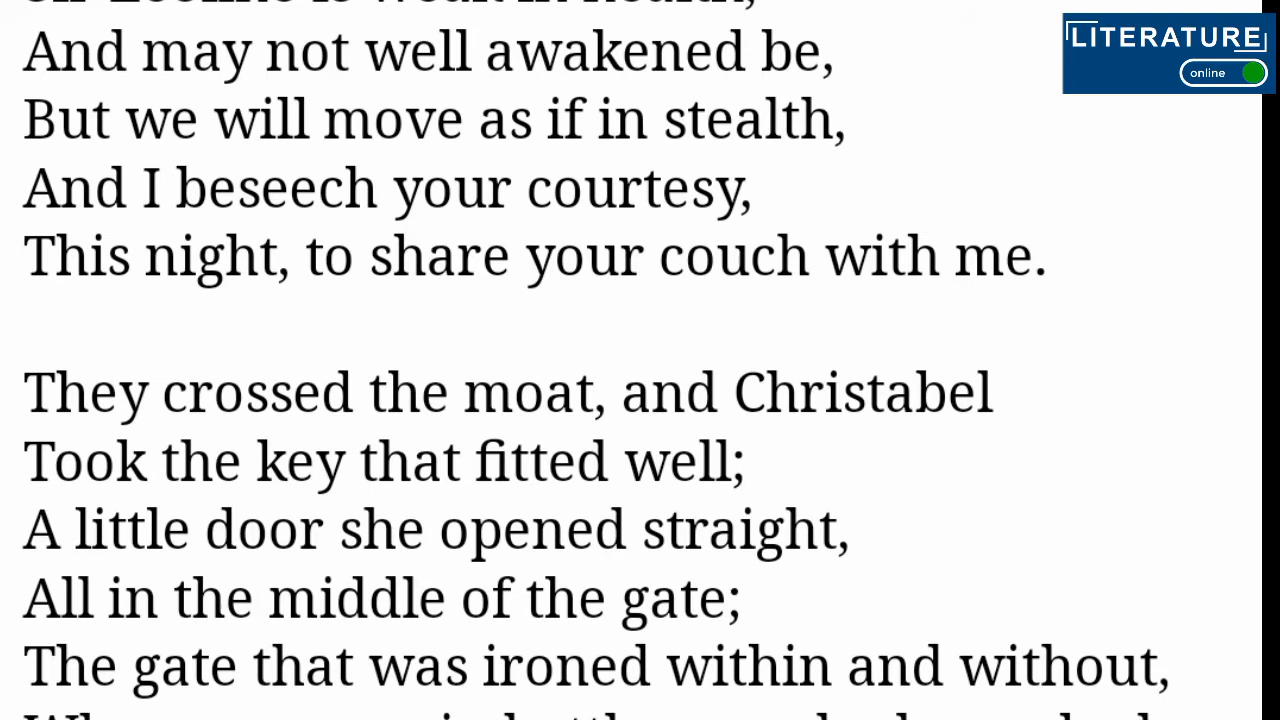 LITERATURE
online
And may not well awakened be,
But we will move as if in stealth,
And I beseech your courtesy,
This night, to share your couch with me.
They crossed the moat, and Christabel
Took the key that fitted well;
A little door she opened straight,
All in the middle of the gate;
The gate that was ironed within and without,